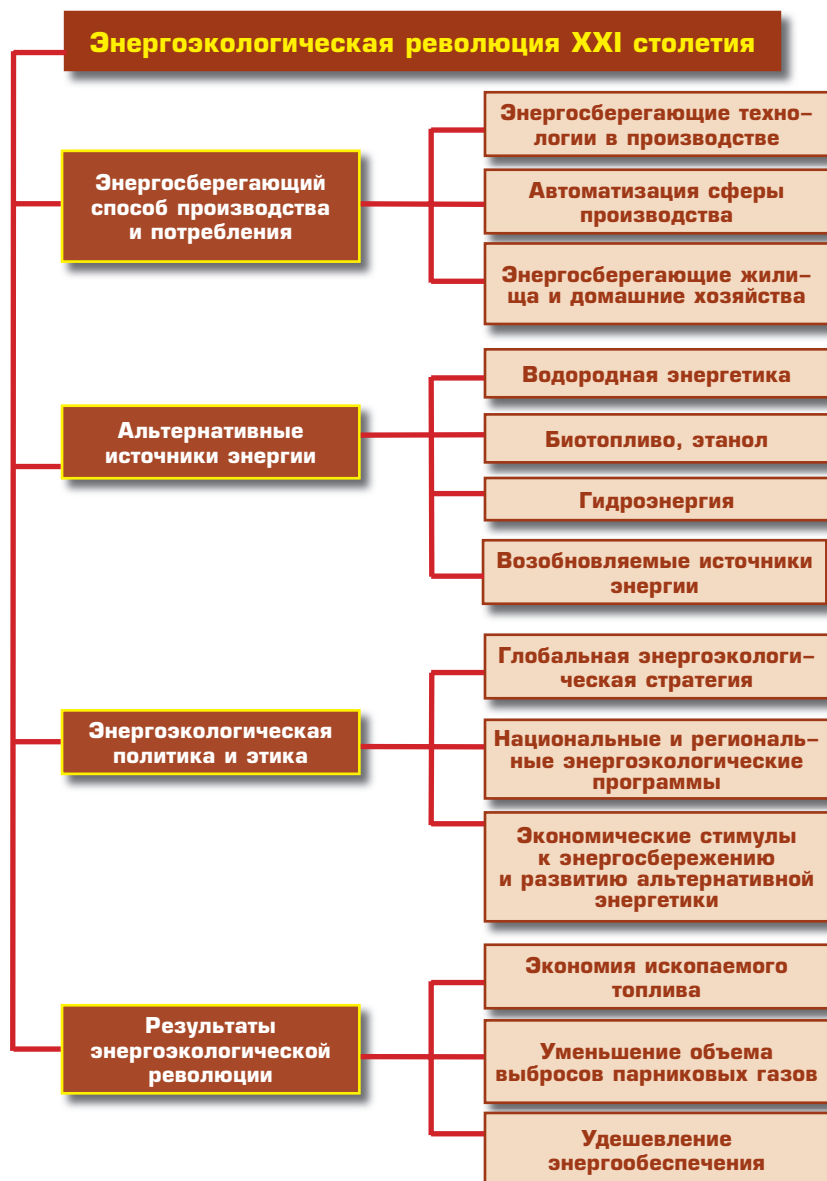 Энергоэкологическая революция XXI столетия
Энергосберегающий
способ производства
и потребления
Энергосберегающие техно–
логии в производстве
Автоматизация сферы
производства
Энергосберегающие жили–
ща и домашние хозяйства
Альтернативные
источники энергии
Водородная энергетика
Биотопливо, этанол
Гидроэнергия
Возобновляемые источники
энергии
Энергоэкологическая
политика и этика
Глобальная энергоэкологи–
ческая стратегия
Национальные и региональ–
ные энергоэкологические
программы
Экономические стимулы
к энергосбережению
и развитию альтернативной
энергетики
Результаты
энергоэкологической
революции
Экономия ископаемого
топлива
Уменьшение объема
выбросов парниковых газов
Удешевление
энергообеспечения